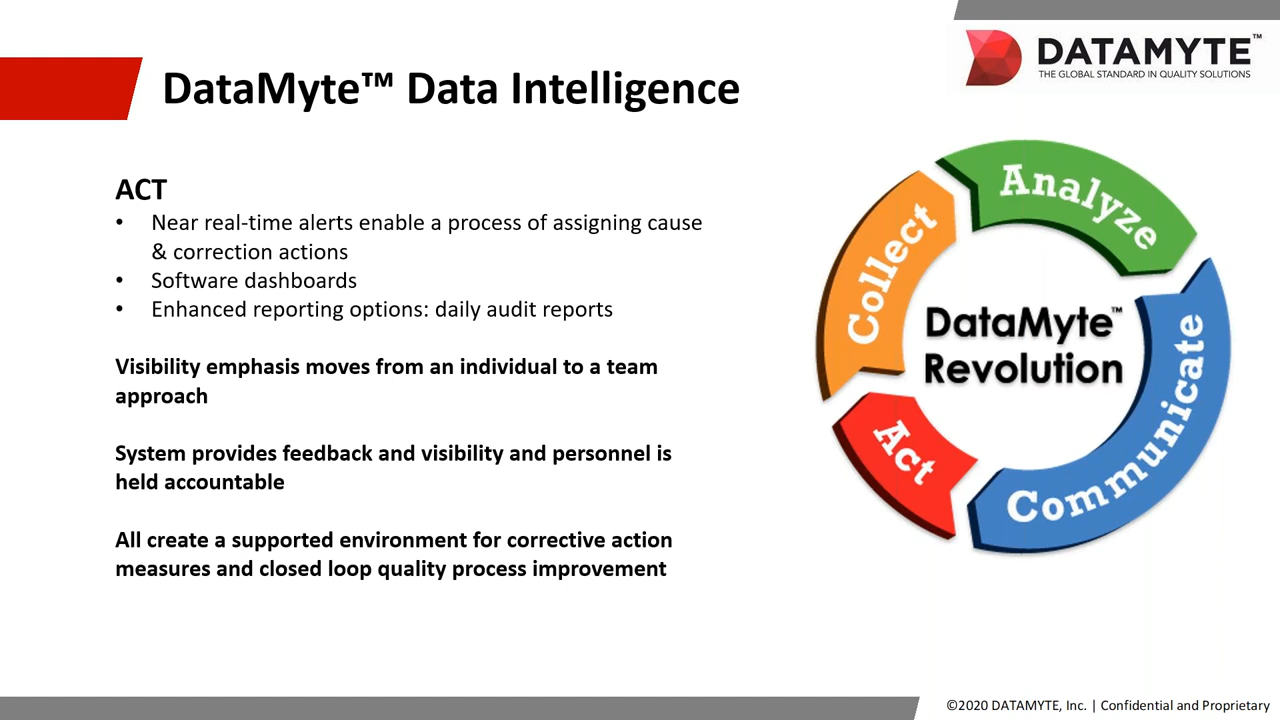 DATAMYTE™
THE GLOBAL STANDARD IN QUALITY SOLUTIONS
DataMyte™ Data Intelligence
ACT
• Near real-time alerts enable a process of assigning cause
& correction actions
• Software dashboards
• Enhanced reporting options: daily audit reports
Visibility emphasis moves from an individual to a team
approach
System provides feedback and visibility and personnel is
held accountable
All create a supported environment for corrective action
measures and closed loop quality process improvement
Collect
Analyze
Communicate
Act
DataMyte™
Revolution
©2020 DATAMYTE, Inc. | Confidential and Proprietary